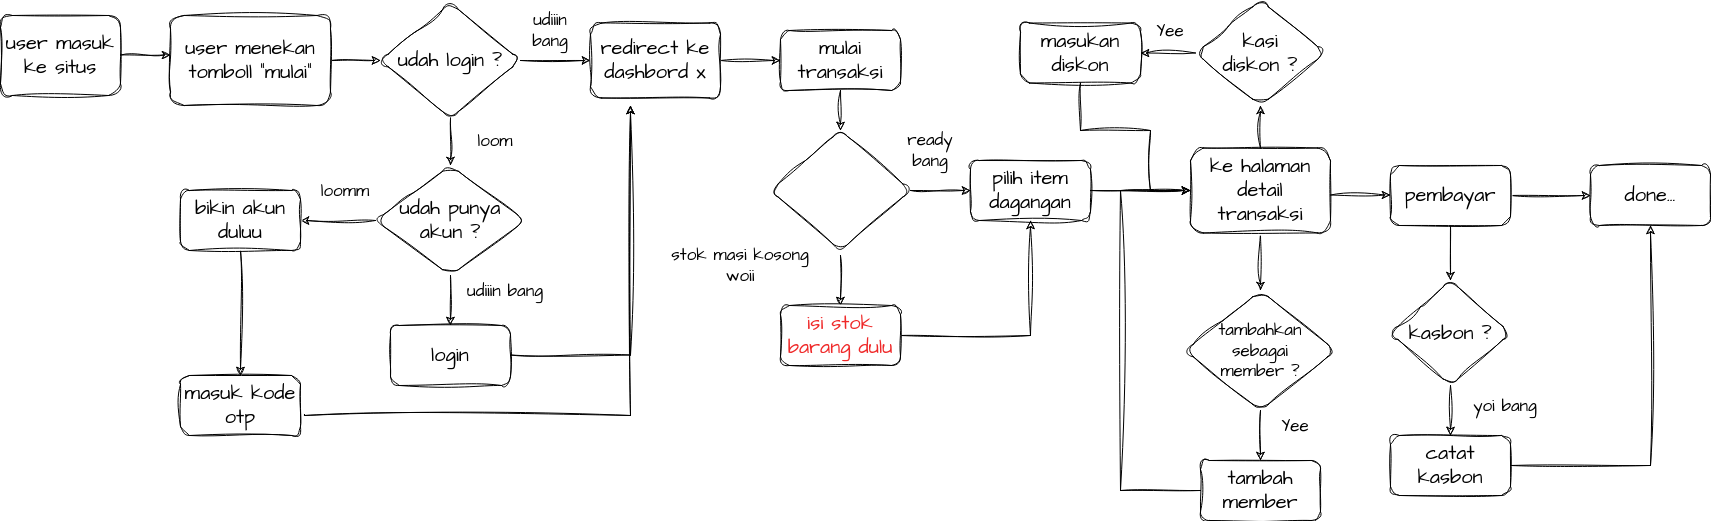 user masuk
ke situs
user menekan
tomboll "mulai"
udah login ?
udiiin
bang
redirect ke
dashbord x
mulai
transaksi
masukan
diskon
Yee
kasi
diskon ?
loom
ready
bang
loomm
bikin akun
duluu
udah punya
akun ?
pilih item
dagangan
ke halaman
detail
transaksi
pembayar
done...
stok masi kosong
woii
udiiin bang
isi stok
barang dulu
login
tambahkan
sebagai
member ?
kasbon ?
masuk kode
otp
yoi bang
Yee
catat
kasbon
tambah
member